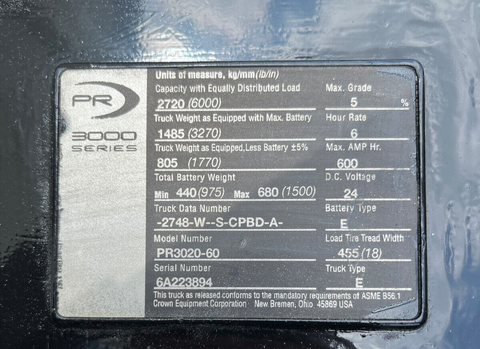 PR
3000
SERIES
Units of measure, kg/mm(lb/in)
Capacity with Equally Distributed Load Max. Grade
2720 (6000) 5 %
Truck Weight as Equipped with Max. Battery Hour Rate
1485 (3270) 6
Truck Weight as Equipped, Less Battery ±5% Max. AMP Hr.
805 (1770) 600
Total Battery Weight D.C. Voltage
Min 440 (975) Max 680 (1500) 24
Truck Data Number Battery Type
-2748-W--S-CPBD-A- E
Model Number Load Tire Tread Width
PR3020-60 455 (18)
Serial Number Truck Type
6A223894 E
This truck as released conforms to the mandatory requirements of ASME B56.1
Crown Equipment Corporation New Bremen, Ohio 45869 USA